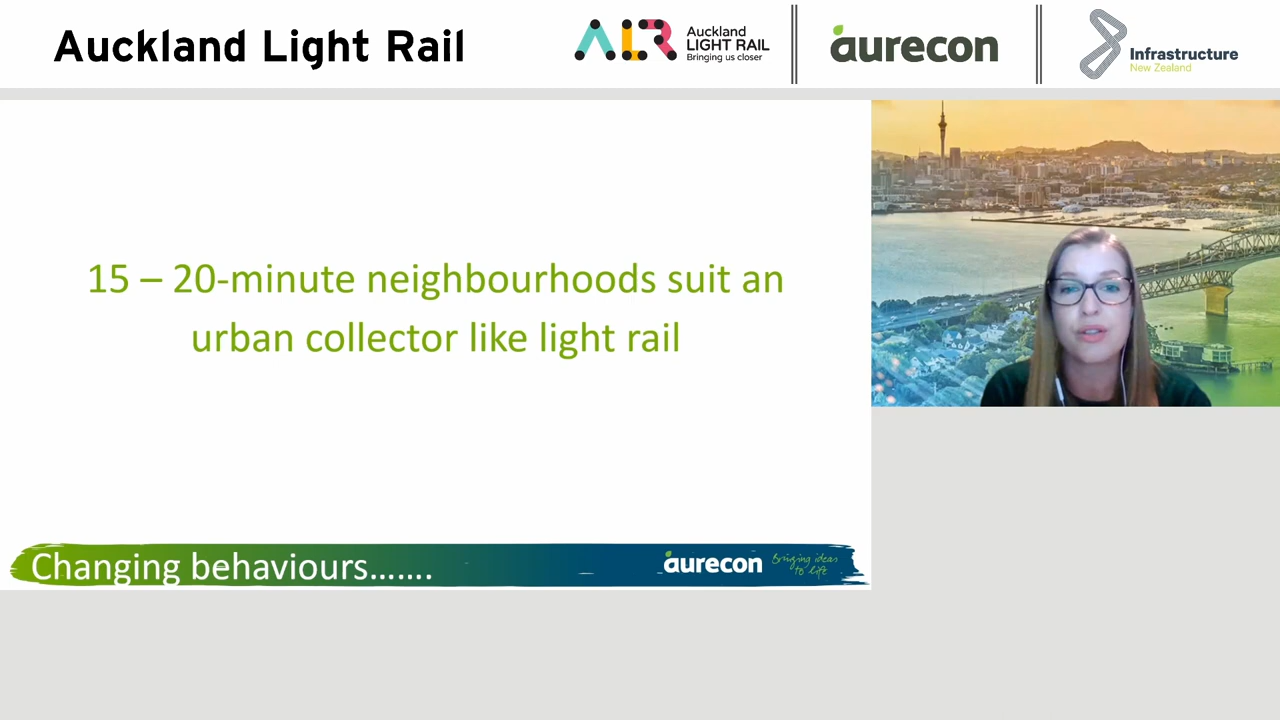 Auckland Light Rail
ALR
Auckland
LIGHT RAIL
Bringing us closer
aurecon
Infrastructure
New Zealand
15 – 20-minute neighbourhoods suit an
urban collector like light rail
Changing behaviours.......
aurecon
Bringing ideas
to life